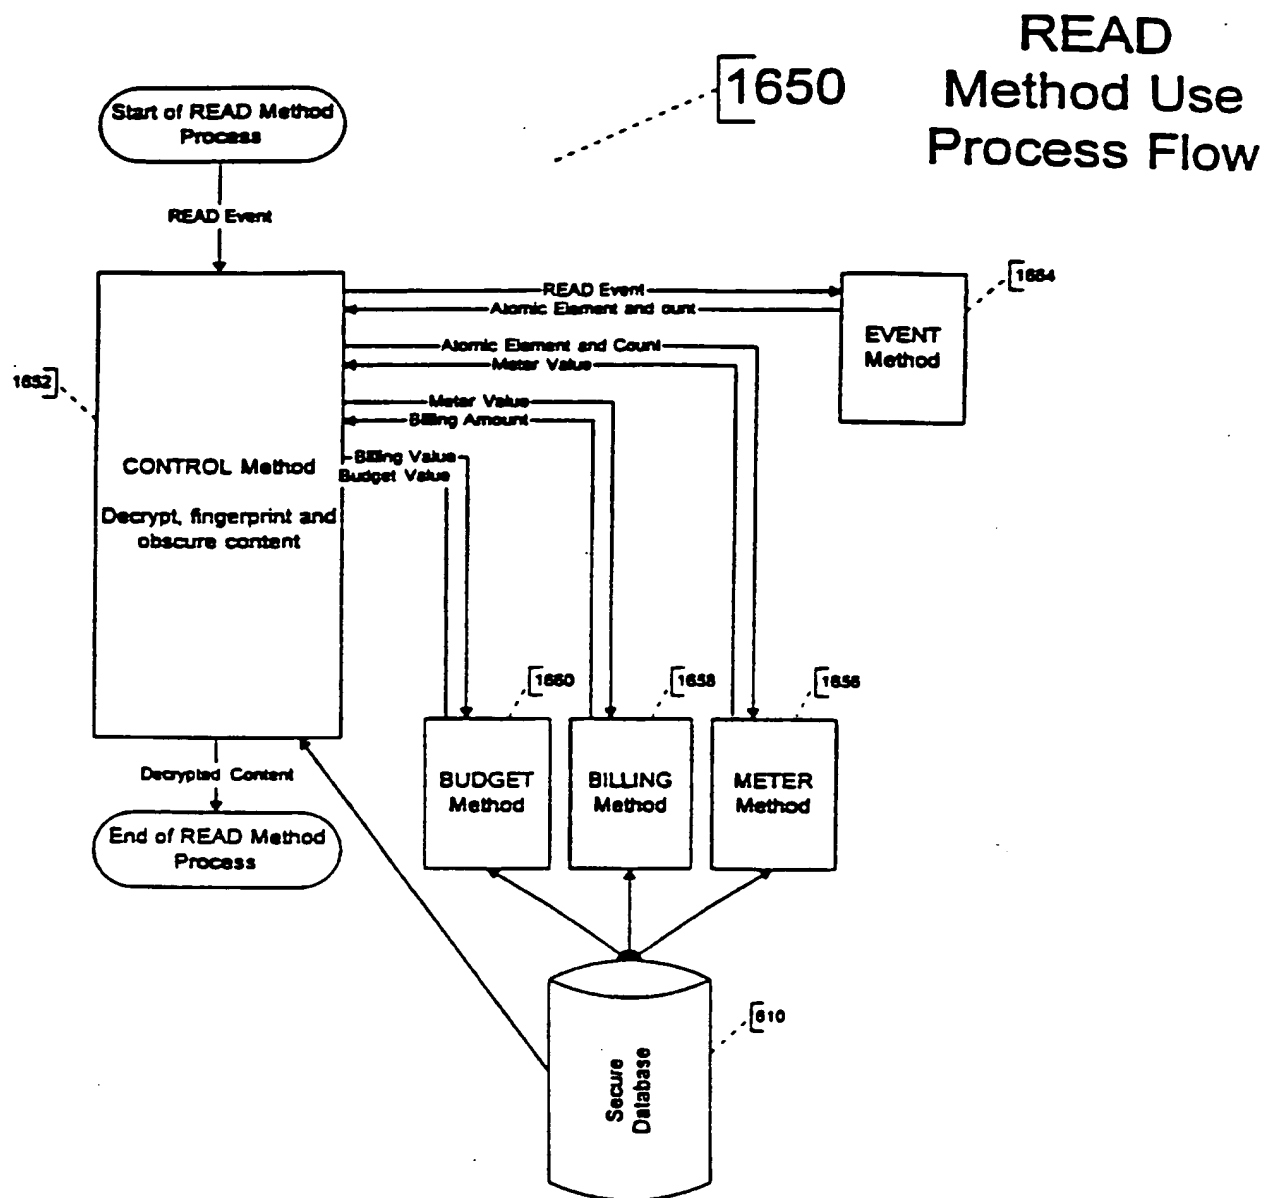 READ
Method Use
Process Flow
1650
Start of READ Method
Process
READ Event
READ Event
Atomic Element and ount
1654
EVENT
Method
Atomic Element and Count
Meter Value
1652
Meter Value
Billing Amount
Billing Value
Budget Value
CONTROL Method
Decrypt, fingerprint and
obscure content
1660
1658
1656
BUDGET
Method
BILLING
Method
METER
Method
Decrypted Content
End of READ Method
Process
610
Secure
Database